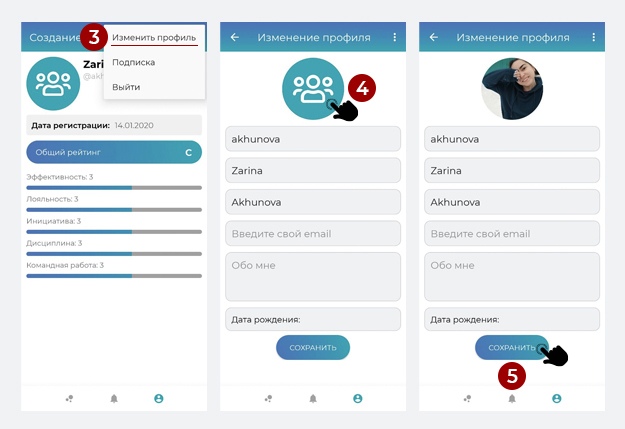 Создание
3
Изменить профиль
Подписка
Выйти
Zari
@akh
Дата регистрации: 14.01.2020
Общий рейтинг
C
Эффективность: 3
Лояльность: 3
Инициатива: 3
Дисциплина: 3
Командная работа: 3
Изменение профиля
4
akhunova
Zarina
Akhunova
Введите свой email
Обо мне
Дата рождения:
СОХРАНИТЬ
Изменение профиля
akhunova
Zarina
Akhunova
Введите свой email
Обо мне
Дата рождения:
СОХРАНИТЬ
5